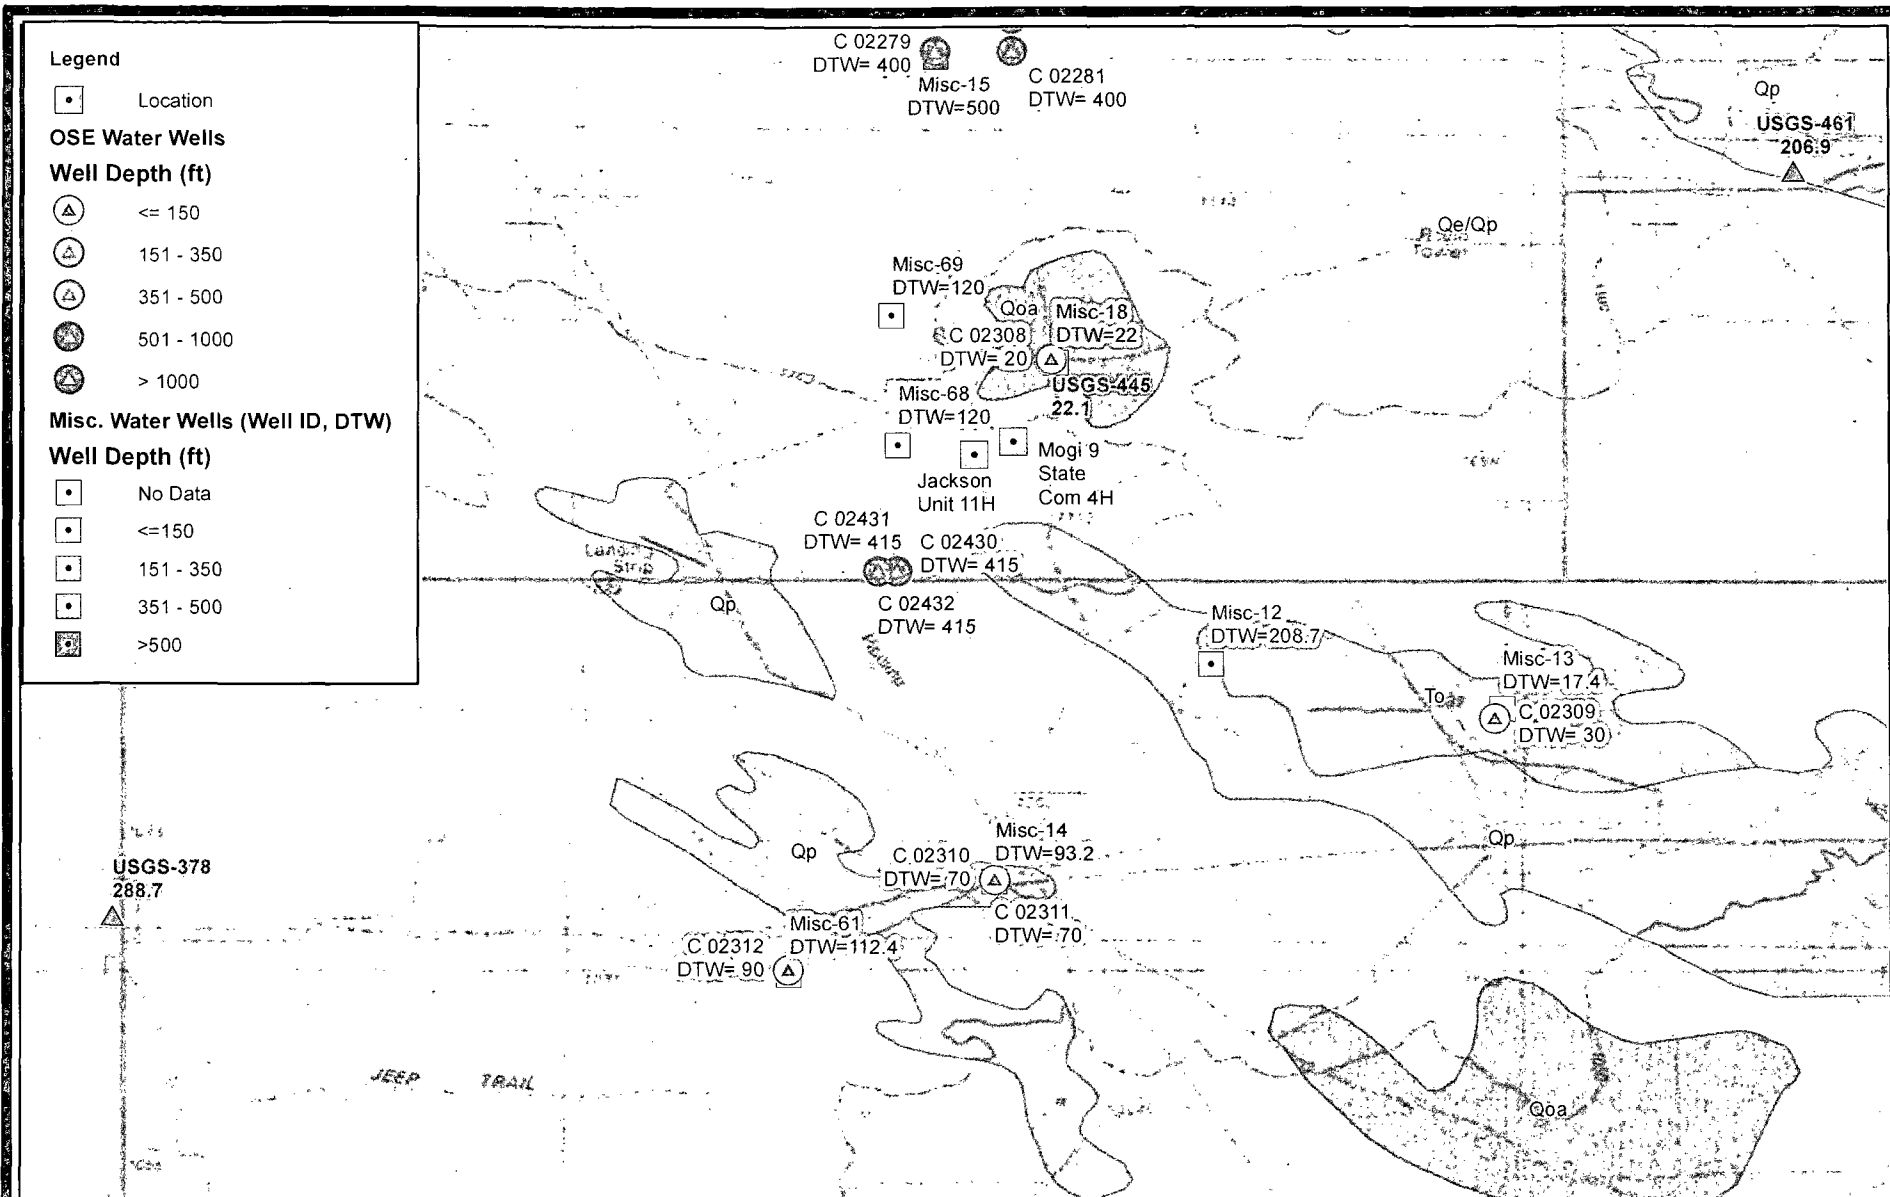 Legend
Location
OSE Water Wells
Well Depth (ft)
<= 150
151 - 350
351 - 500
501 - 1000
> 1000
Misc. Water Wells (Well ID, DTW)
Well Depth (ft)
No Data
<=150
151 - 350
351 - 500
>500
C 02279
DTW= 400
Misc-15
DTW=500
C 02281
DTW= 400
Qp
USGS-461
206.9
Qe/Qp
Misc-69
DTW=120
Qoa
Misc-18
DTW=22
C 02308
DTW= 20
USGS-445
22.1
Misc-68
DTW=120
Jackson
Unit 11H
Mogi 9
State
Com 4H
C 02431
DTW= 415
C 02430
DTW= 415
C 02432
DTW= 415
Landing
Strip
Qp
Misc-12
DTW=208.7
Misc-13
DTW=17.4
To
C 02309
DTW= 30
Qp
Misc-14
DTW=93.2
C 02310
DTW= 70
C 02311
DTW= 70
Qp
USGS-378
288.7
Misc-61
DTW=112.4
C 02312
DTW= 90
JEEP TRAIL
Qoa